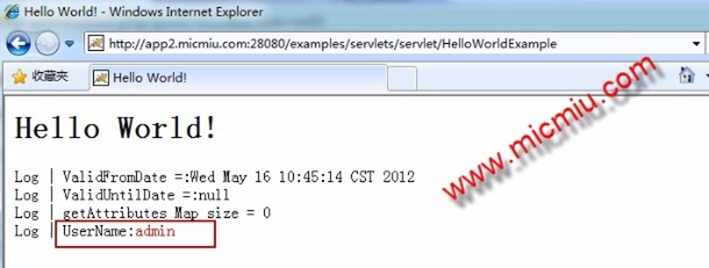 Hello World! - Windows Internet Explorer
http://app2.micmiu.com:28080/examples/servlets/servlet/HelloWorldExample
收藏夹
Hello World!
www.micmiu.com
Hello World!
Log | ValidFromDate =:Wed May 16 10:45:14 CST 2012
Log | ValidUntilDate =:null
Log | getAttributes Map size = 0
Log | UserName:admin